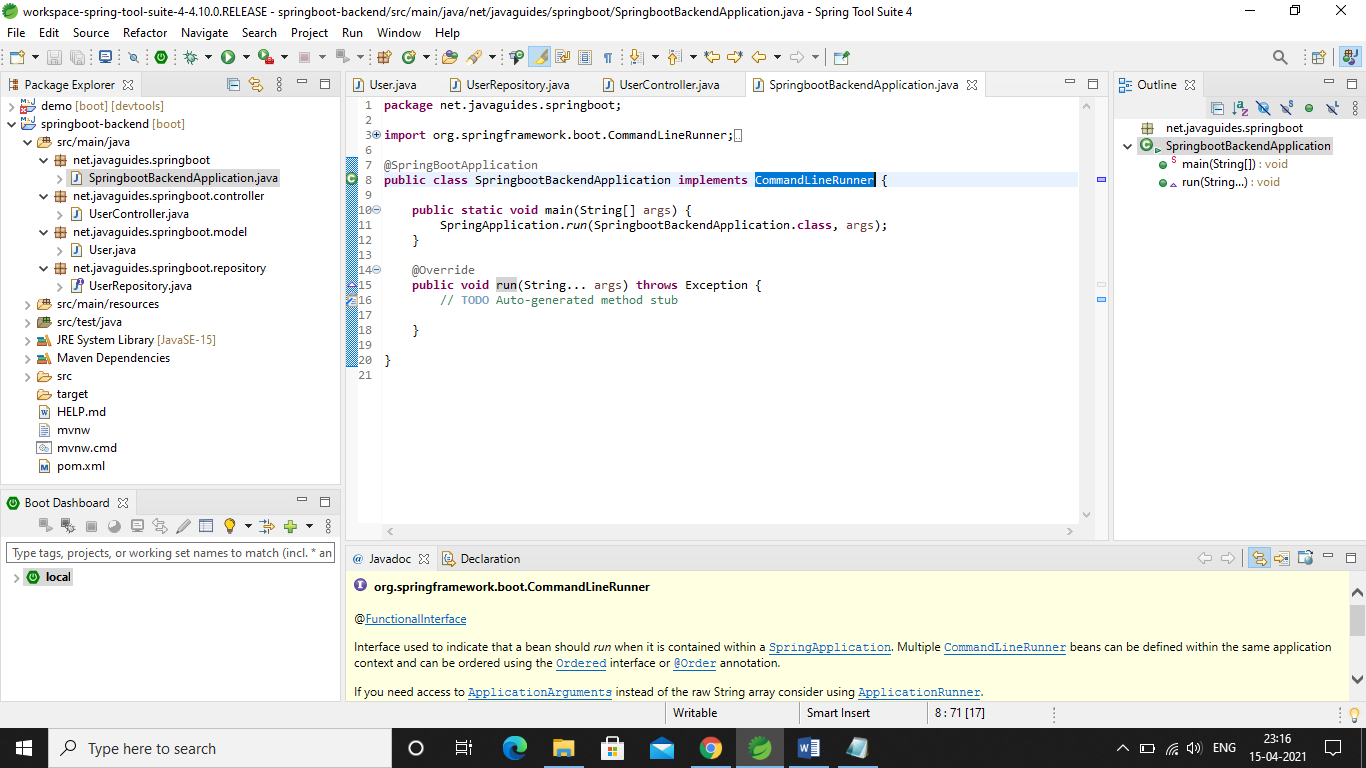 workspace-spring-tool-suite-4-4.10.0.RELEASE - springboot-backend/src/main/java/net/javaguides/springboot/SpringbootBackendApplication.java - Spring Tool Suite 4
File Edit Source Refactor Navigate Search Project Run Window Help
Package Explorer
demo [boot] [devtools]
springboot-backend [boot]
src/main/java
net.javaguides.springboot
SpringbootBackendApplication.java
net.javaguides.springboot.controller
UserController.java
net.javaguides.springboot.model
User.java
net.javaguides.springboot.repository
UserRepository.java
src/main/resources
src/test/java
JRE System Library [JavaSE-15]
Maven Dependencies
src
target
HELP.md
mvnw
mvnw.cmd
pom.xml
Boot Dashboard
Type tags, projects, or working set names to match (incl. * an
local
User.java UserRepository.java UserController.java SpringbootBackendApplication.java
1 package net.javaguides.springboot;
2
3 import org.springframework.boot.CommandLineRunner;
6
7 @SpringBootApplication
8 public class SpringbootBackendApplication implements CommandLineRunner {
9
10 public static void main(String[] args) {
11 SpringApplication.run(SpringbootBackendApplication.class, args);
12 }
13
14 @Override
15 public void run(String... args) throws Exception {
16 // TODO Auto-generated method stub
17
18 }
19
20 }
21
Outline
net.javaguides.springboot
SpringbootBackendApplication
main(String[]) : void
run(String...) : void
@ Javadoc Declaration
org.springframework.boot.CommandLineRunner
@FunctionalInterface
Interface used to indicate that a bean should run when it is contained within a SpringApplication. Multiple CommandLineRunner beans can be defined within the same application
context and can be ordered using the Ordered interface or @Order annotation.
If you need access to ApplicationArguments instead of the raw String array consider using ApplicationRunner.
Writable Smart Insert 8 : 71 [17]
Type here to search
ENG
23:16
15-04-2021